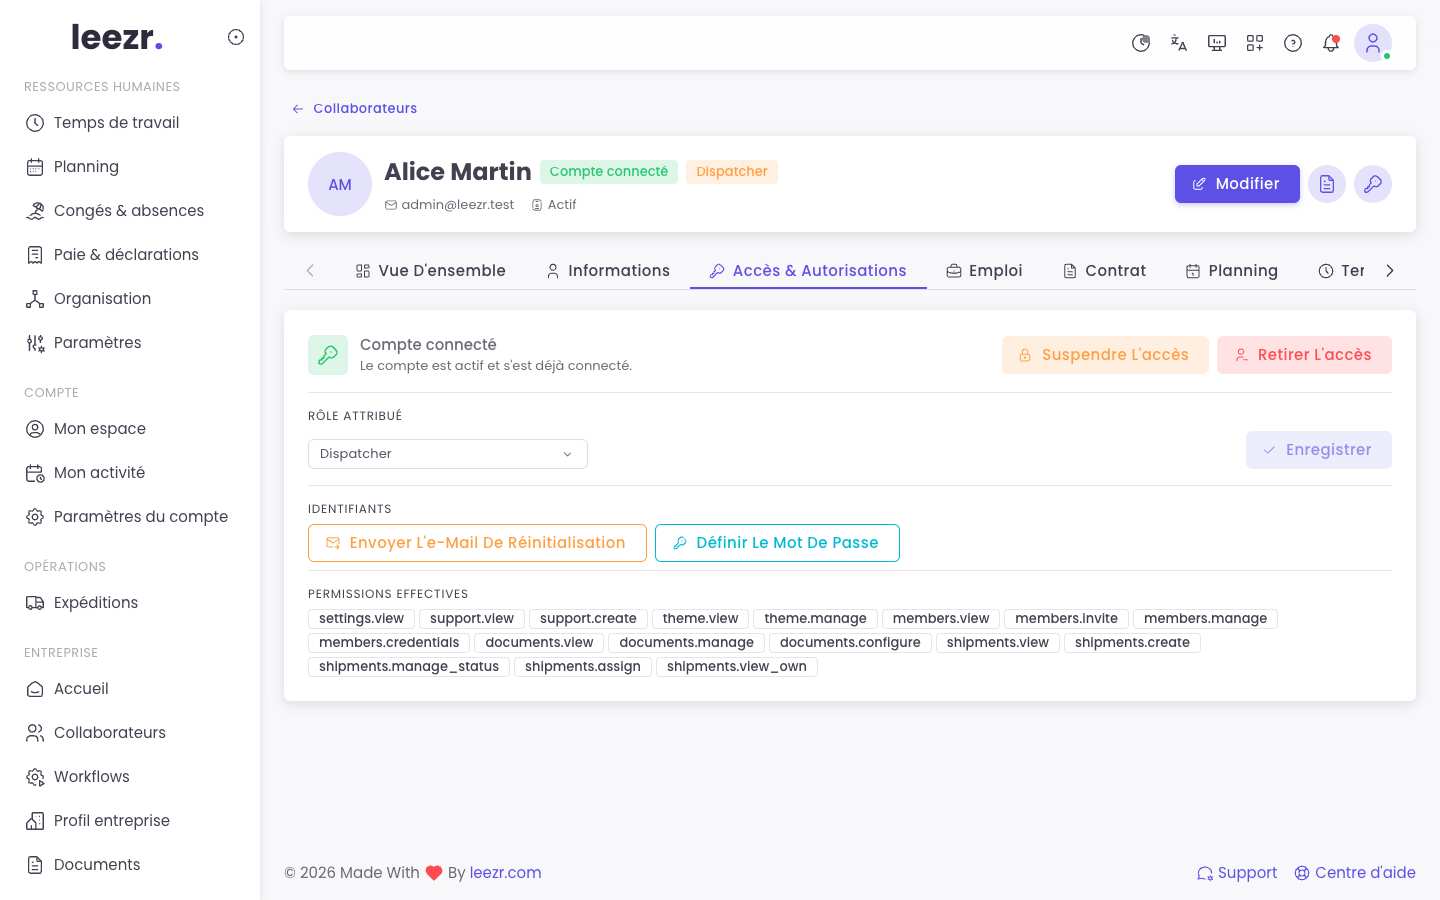 leezr.
RESSOURCES HUMAINES
Temps de travail
Planning
Congés & absences
Paie & déclarations
Organisation
Paramètres
COMPTE
Mon espace
Mon activité
Paramètres du compte
OPÉRATIONS
Expéditions
ENTREPRISE
Accueil
Collaborateurs
Workflows
Profil entreprise
Documents
Collaborateurs
AM
Alice Martin Compte connecté Dispatcher
admin@leezr.test Actif
Modifier
Vue D'ensemble Informations Accès & Autorisations Emploi Contrat Planning Ter
Compte connecté
Le compte est actif et s'est déjà connecté.
Suspendre L'accès Retirer L'accès
RÔLE ATTRIBUÉ
Dispatcher
Enregistrer
IDENTIFIANTS
Envoyer L'e-Mail De Réinitialisation Définir Le Mot De Passe
PERMISSIONS EFFECTIVES
settings.view support.view support.create theme.view theme.manage members.view members.invite members.manage
members.credentials documents.view documents.manage documents.configure shipments.view shipments.create
shipments.manage_status shipments.assign shipments.view_own
© 2026 Made With By leezr.com
Support Centre d'aide